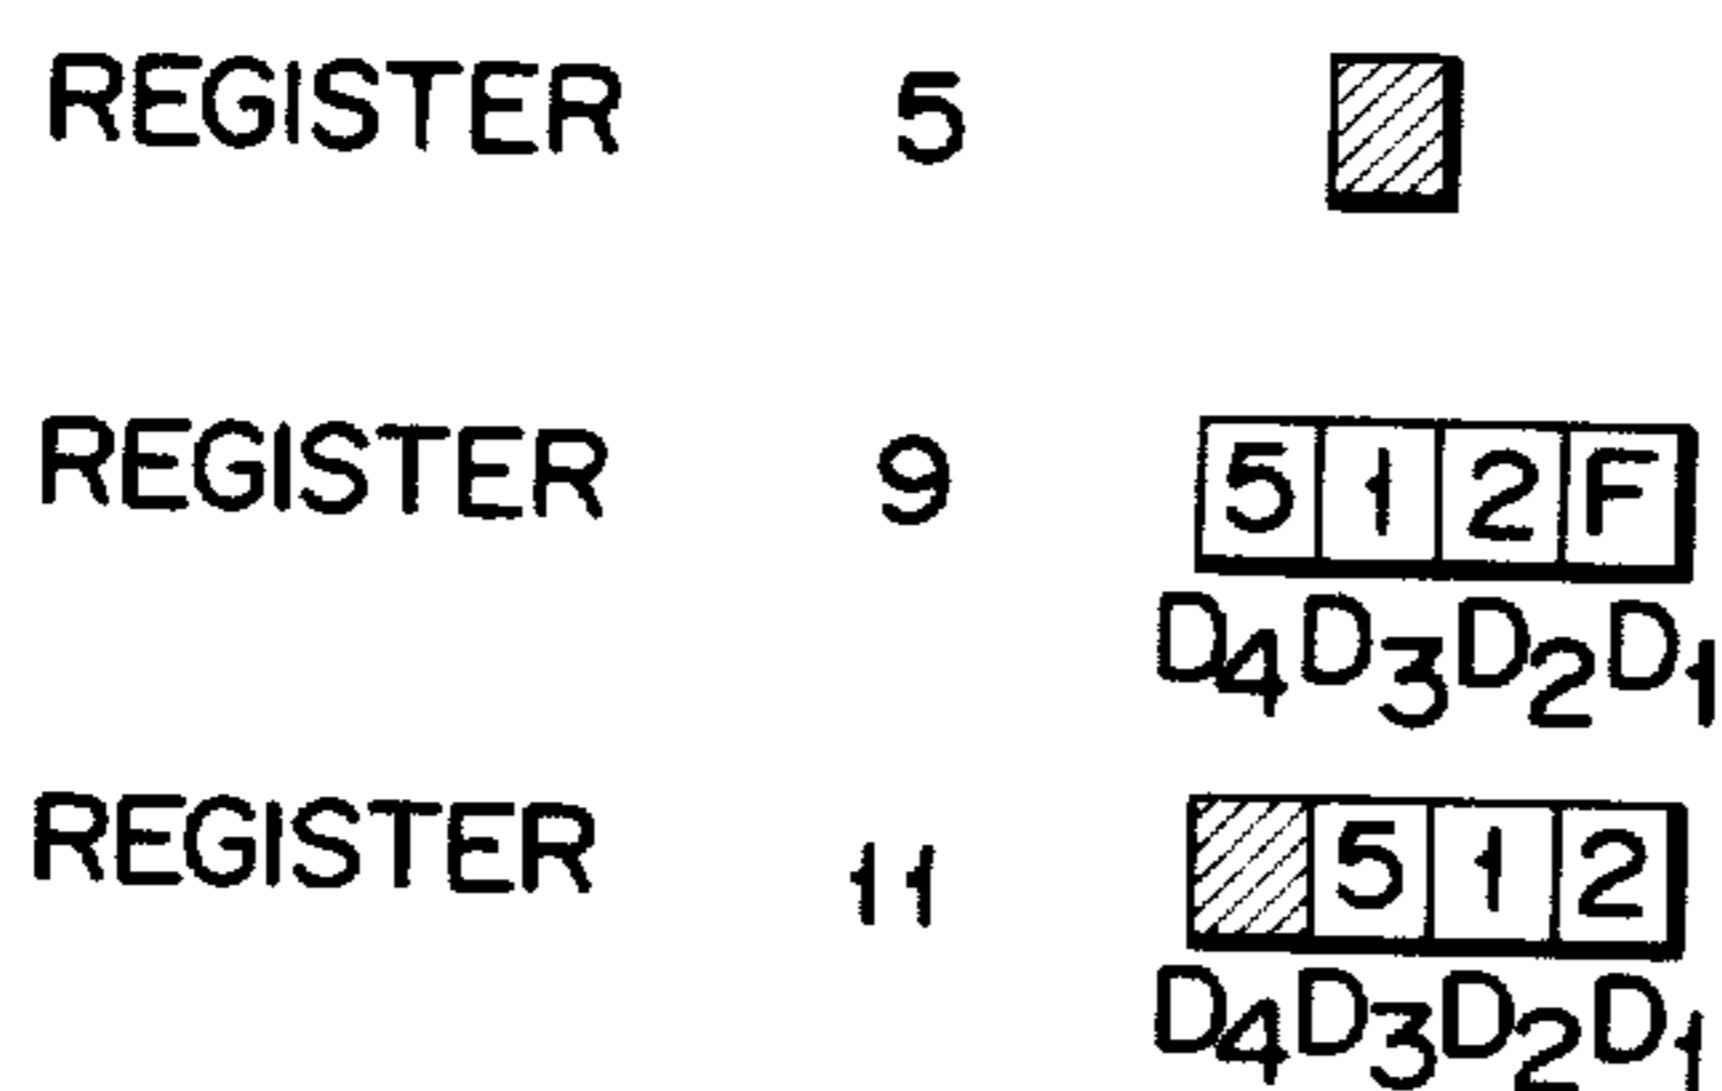 REGISTER 5
REGISTER 9 5 1 2 F
D4 D3 D2 D1
REGISTER 11 5 1 2
D4 D3 D2 D1